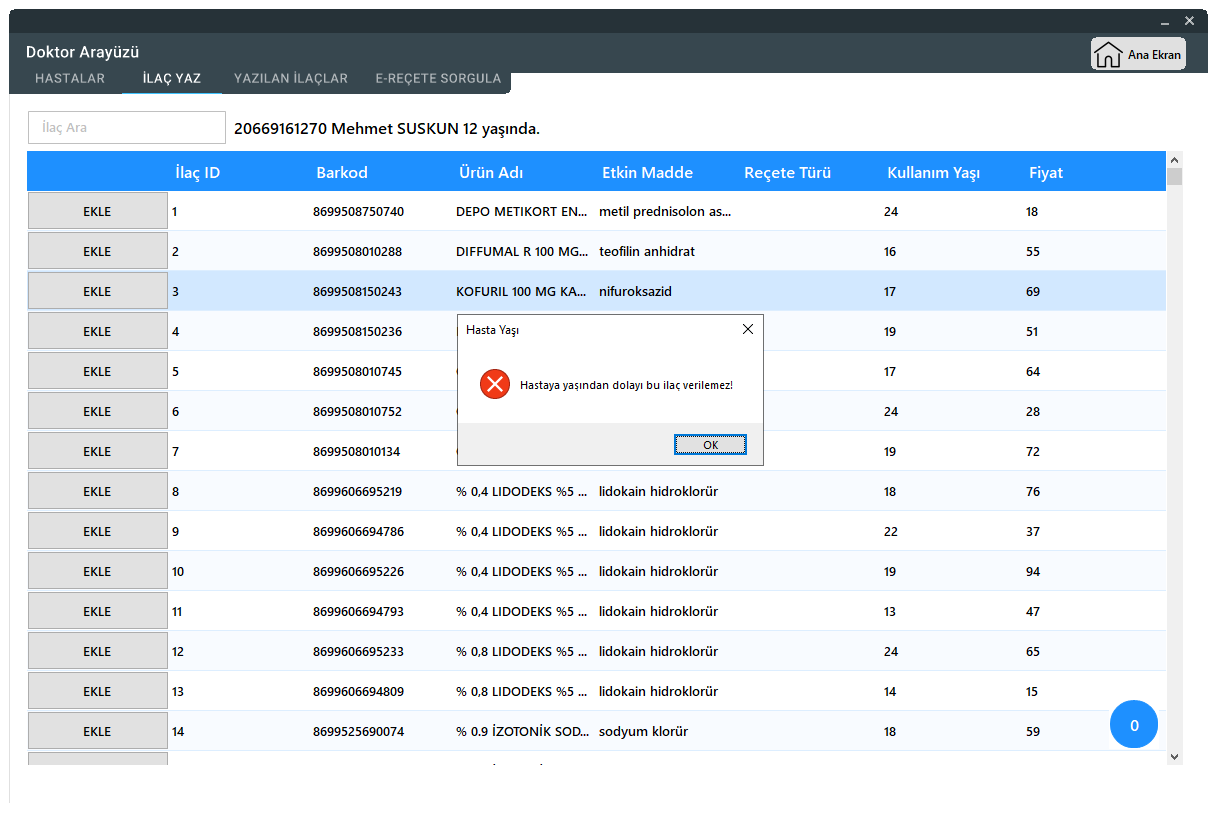 Doktor Arayüzü
Ana Ekran
HASTALAR İLAÇ YAZ YAZILAN İLAÇLAR E-REÇETE SORGULA
İlaç Ara
20669161270 Mehmet SUSKUN 12 yaşında.
İlaç ID Barkod Ürün Adı Etkin Madde Reçete Türü Kullanım Yaşı Fiyat
EKLE 1 8699508750740 DEPO METIKORT EN... metil prednisolon as... 24 18
EKLE 2 8699508010288 DIFFUMAL R 100 MG... teofilin anhidrat 16 55
EKLE 3 8699508150243 KOFURIL 100 MG KA... nifuroksazid 17 69
EKLE 4 8699508150236 19 51
EKLE 5 8699508010745 17 64
EKLE 6 8699508010752 24 28
EKLE 7 8699508010134 19 72
Hasta Yaşı
Hastaya yaşından dolayı bu ilaç verilemez!
OK
EKLE 8 8699606695219 % 0,4 LIDODEKS %5 ... lidokain hidroklorür 18 76
EKLE 9 8699606694786 % 0,4 LIDODEKS %5 ... lidokain hidroklorür 22 37
EKLE 10 8699606695226 % 0,4 LIDODEKS %5 ... lidokain hidroklorür 19 94
EKLE 11 8699606694793 % 0,4 LIDODEKS %5 ... lidokain hidroklorür 13 47
EKLE 12 8699606695233 % 0,8 LIDODEKS %5 ... lidokain hidroklorür 24 65
EKLE 13 8699606694809 % 0,8 LIDODEKS %5 ... lidokain hidroklorür 14 15
EKLE 14 8699525690074 % 0.9 İZOTONİK SOD... sodyum klorür 18 59
0